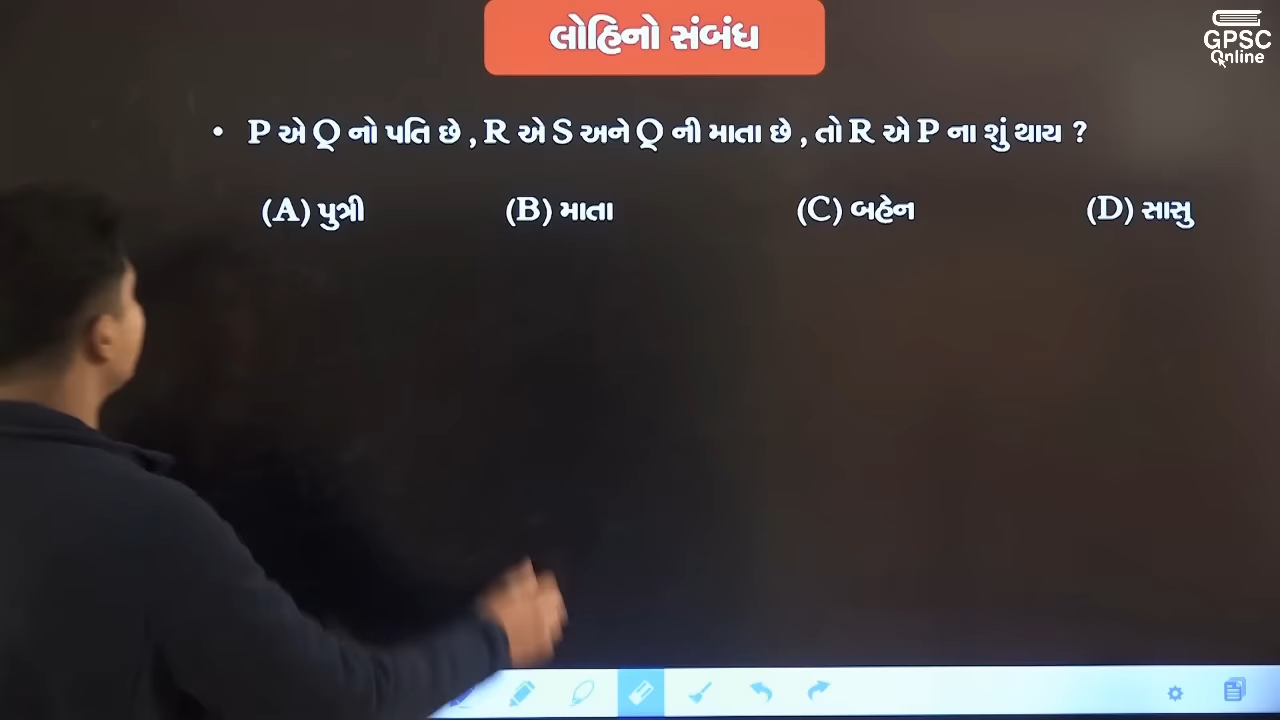 લોહિનો સંબંધ
GPSC
Online
• P એ Q નો પતિ છે , R એ S અને Q ની માતા છે , તો R એ P ના શું થાય ?
(A) પુત્રી (B) માતા (C) બહેન (D) સાસુ